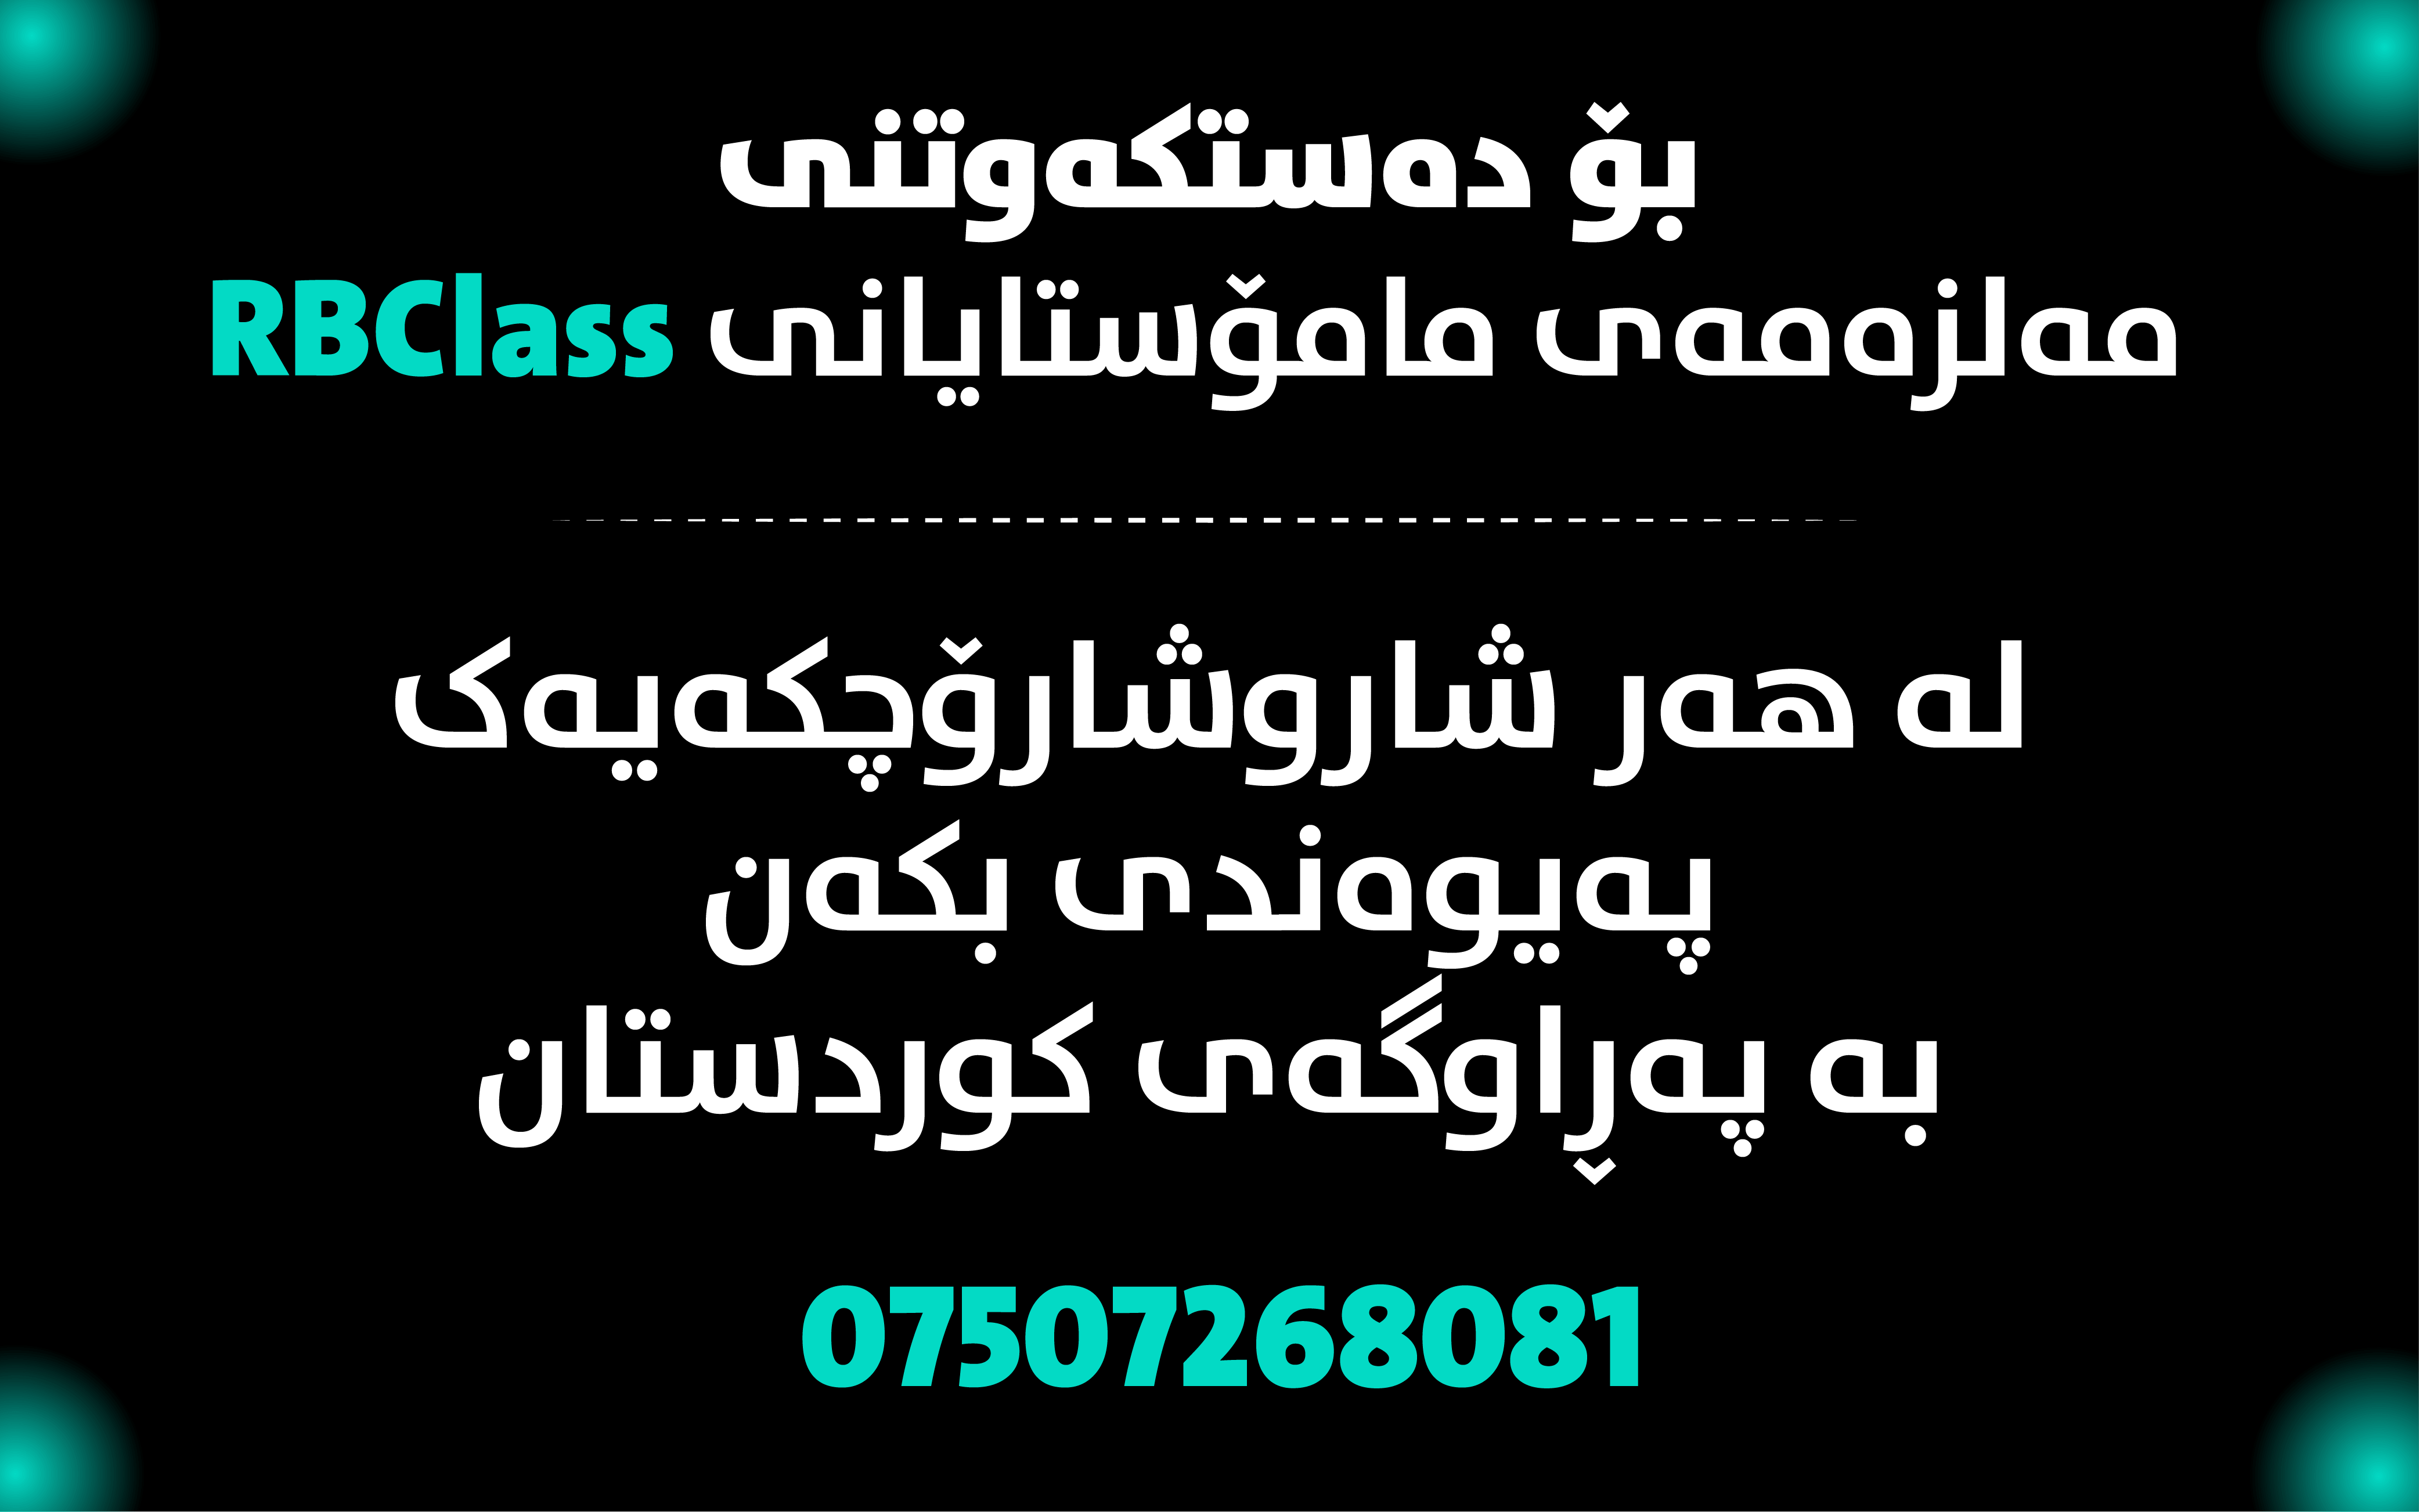 بۆ دەستکەوتنی
مەلزەمەی مامۆستایانی RBClass
لە هەر شاروشارۆچکەیەک
پەیوەندی بکەن
بە پەڕاوگەی کوردستان
07507268081